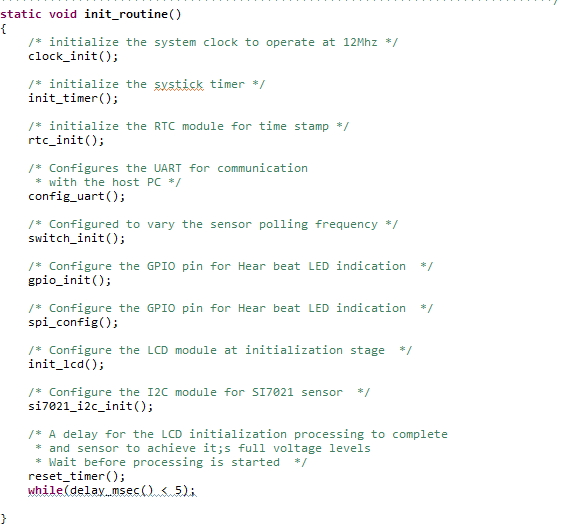 static void init_routine()
{
/* initialize the system clock to operate at 12Mhz */
clock_init();
/* initialize the systick timer */
init_timer();
/* initialize the RTC module for time stamp */
rtc_init();
/* Configures the UART for communication
* with the host PC */
config_uart();
/* Configured to vary the sensor polling frequency */
switch_init();
/* Configure the GPIO pin for Hear beat LED indication  */
gpio_init();
/* Configure the GPIO pin for Hear beat LED indication  */
spi_config();
/* Configure the LCD module at initialization stage  */
init_lcd();
/* Configure the I2C module for SI7021 sensor  */
si7021_i2c_init();
/* A delay for the LCD initialization processing to complete
* and sensor to achieve it;s full voltage levels
* Wait before processing is started  */
reset_timer();
while(delay_msec() < 5);
}